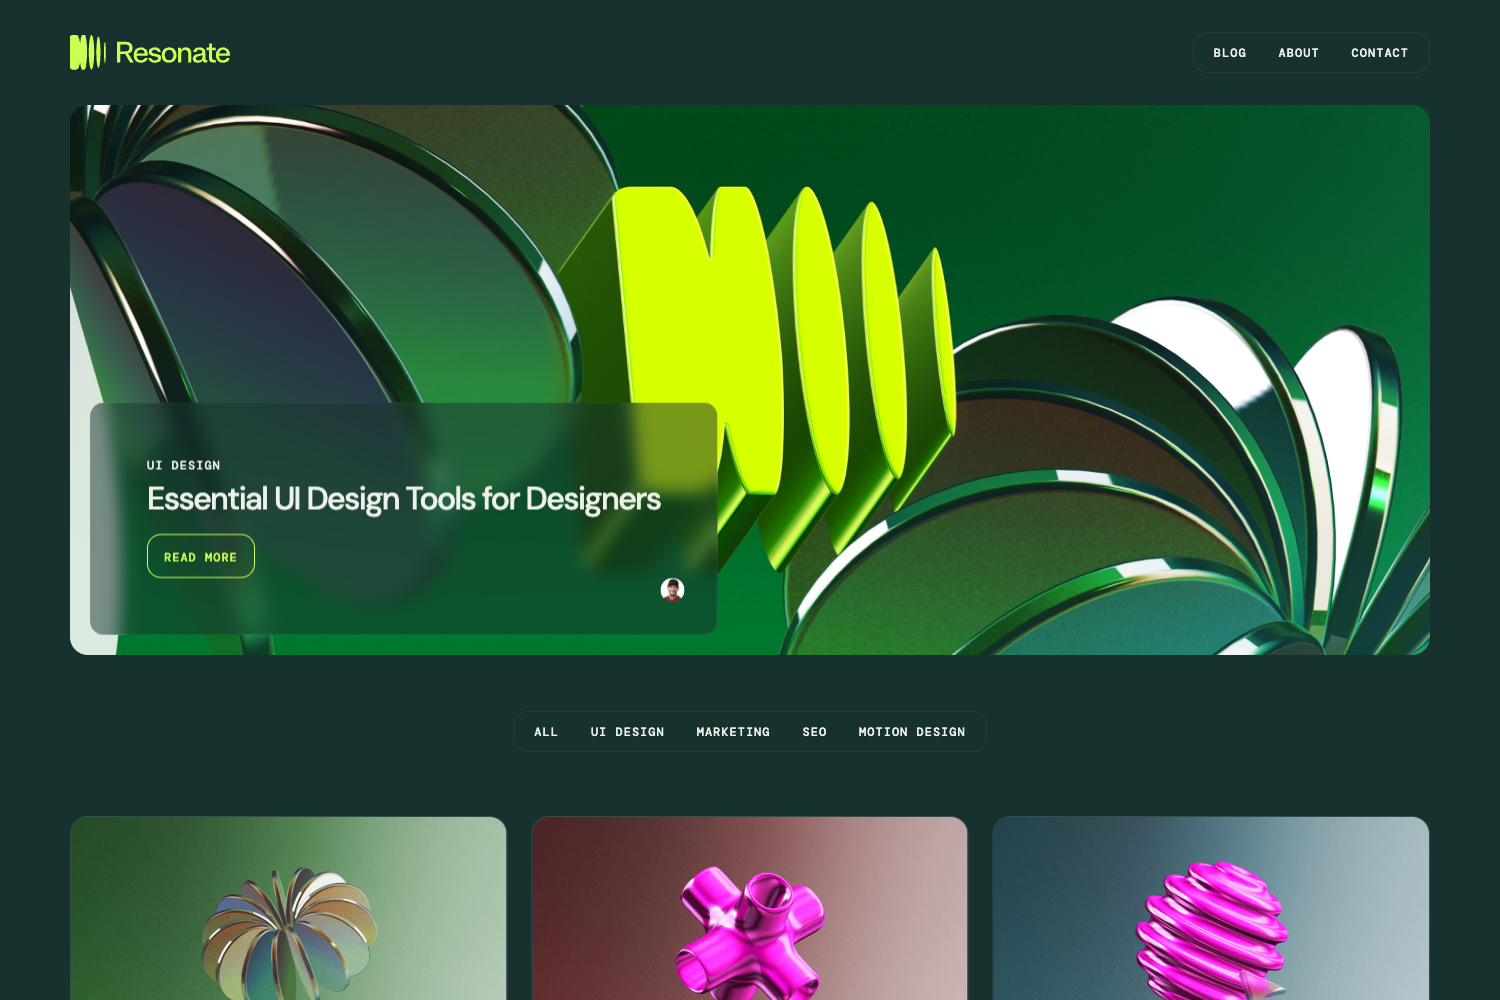 Resonate
BLOG ABOUT CONTACT
UI DESIGN
Essential UI Design Tools for Designers
READ MORE
ALL UI DESIGN MARKETING SEO MOTION DESIGN